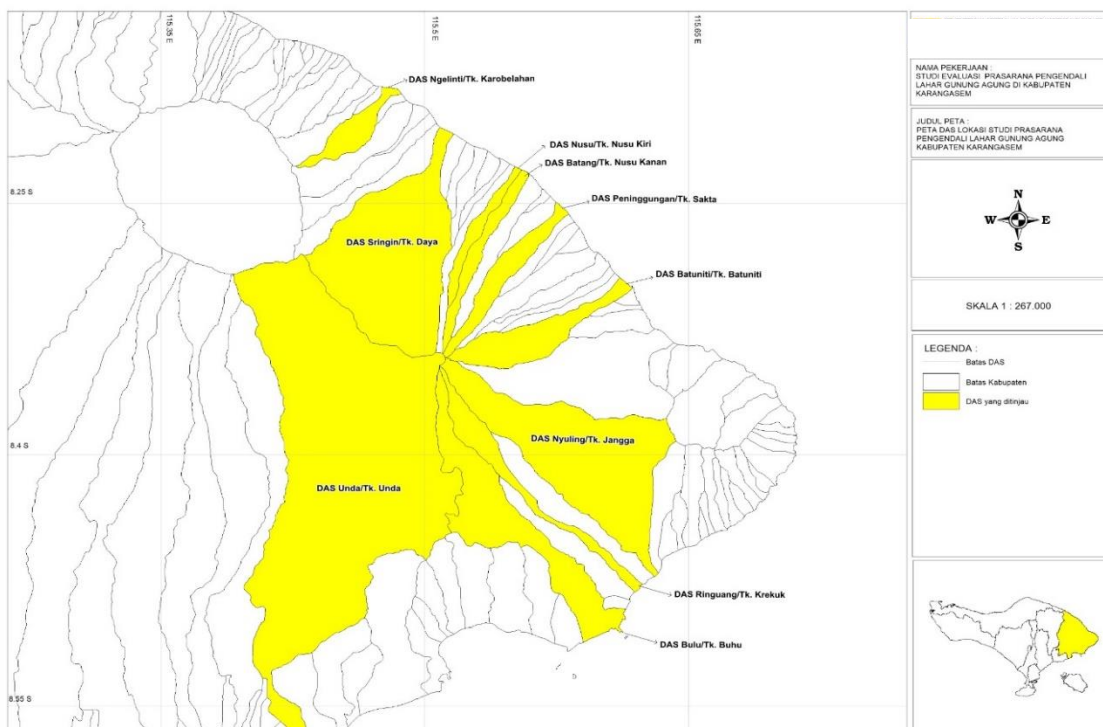 115.35 E
115.5 E
115.65 E
8.25 S
8.4 S
8.55 S
DAS Ngelinti/Tk. Karobelahan
DAS Nusu/Tk. Nusu Kiri
DAS Batang/Tk. Nusu Kanan
DAS Peninggungan/Tk. Sakta
DAS Sringin/Tk. Daya
DAS Batuniti/Tk. Batuniti
DAS Nyuling/Tk. Jangga
DAS Unda/Tk. Unda
DAS Ringuang/Tk. Krekuk
DAS Bulu/Tk. Buhu
NAMA PEKERJAAN :
STUDI EVALUASI PRASARANA PENGENDALI
LAHAR GUNUNG AGUNG DI KABUPATEN
KARANGASEM
JUDUL PETA :
PETA DAS LOKASI STUDI PRASARANA
PENGENDALI LAHAR GUNUNG AGUNG
KABUPATEN KARANGASEM
N
W E
S
SKALA 1 : 267.000
LEGENDA :
Batas DAS
Batas Kabupaten
DAS yang ditinjau